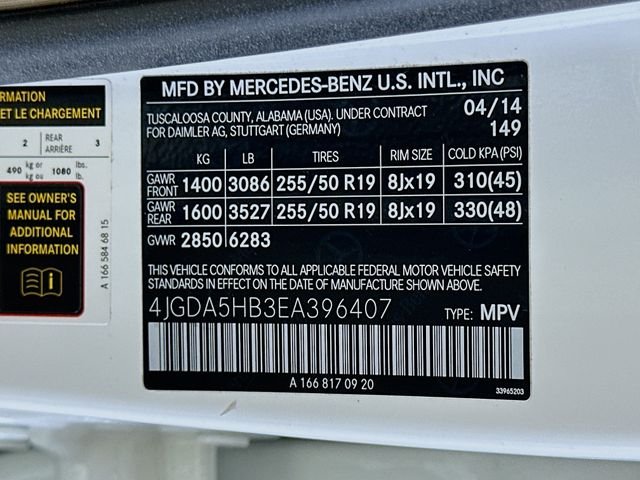 RMATION
ET LE CHARGEMENT
2 REAR ARRIÈRE 3
490 kg or kg ou 1080 lbs. lb.
SEE OWNER'S
MANUAL FOR
ADDITIONAL
INFORMATION
A 166 584 68 15
MFD BY MERCEDES-BENZ U.S. INTL., INC
TUSCALOOSA COUNTY, ALABAMA (USA). UNDER CONTRACT 04/14
FOR DAIMLER AG, STUTTGART (GERMANY) 149
KG LB TIRES RIM SIZE COLD KPA (PSI)
GAWR FRONT 1400 3086 255/50 R19 8Jx19 310(45)
GAWR REAR 1600 3527 255/50 R19 8Jx19 330(48)
GVWR 2850 6283
THIS VEHICLE CONFORMS TO ALL APPLICABLE FEDERAL MOTOR VEHICLE SAFETY
STANDARDS IN EFFECT ON THE DATE OF MANUFACTURE SHOWN ABOVE.
4JGDA5HB3EA396407 TYPE: MPV
A 166 817 09 20
33965203